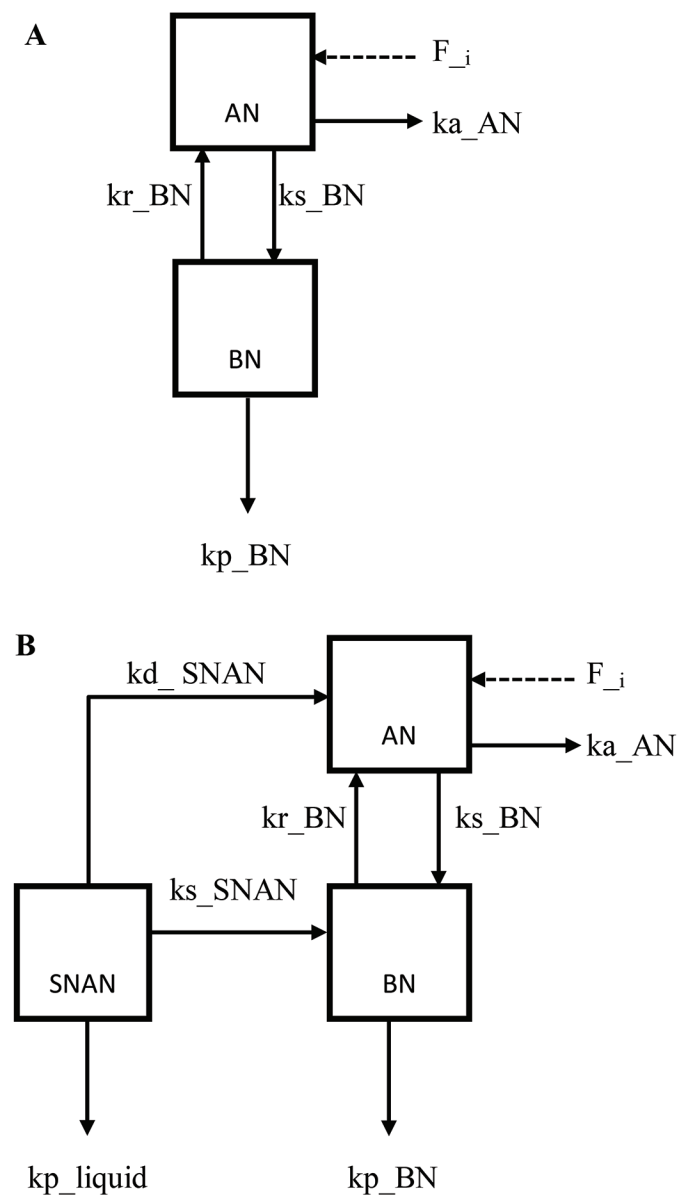 A
F_i
AN
ka_AN
kr_BN
ks_BN
BN
kp_BN
B
kd_ SNAN
F_i
AN
ka_AN
kr_BN
ks_BN
ks_SNAN
SNAN
BN
kp_liquid
kp_BN